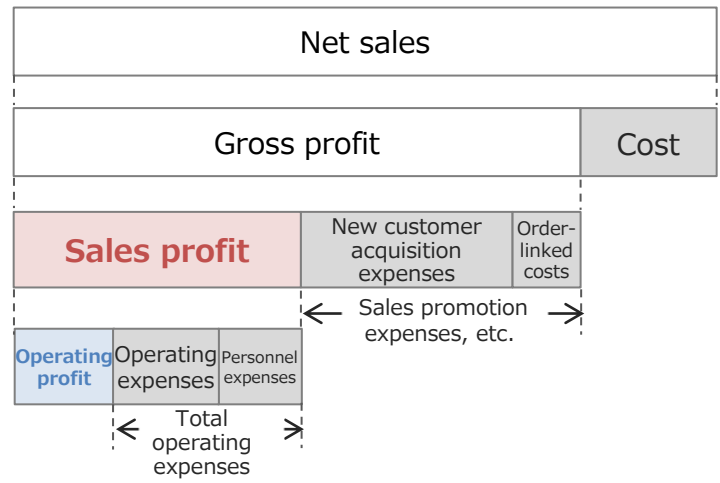 Net sales
Gross profit
Cost
Sales profit
New customer
acquisition
expenses
Order-
linked
costs
Sales promotion
expenses, etc.
Operating
profit
Operating
expenses
Personnel
expenses
Total
operating
expenses